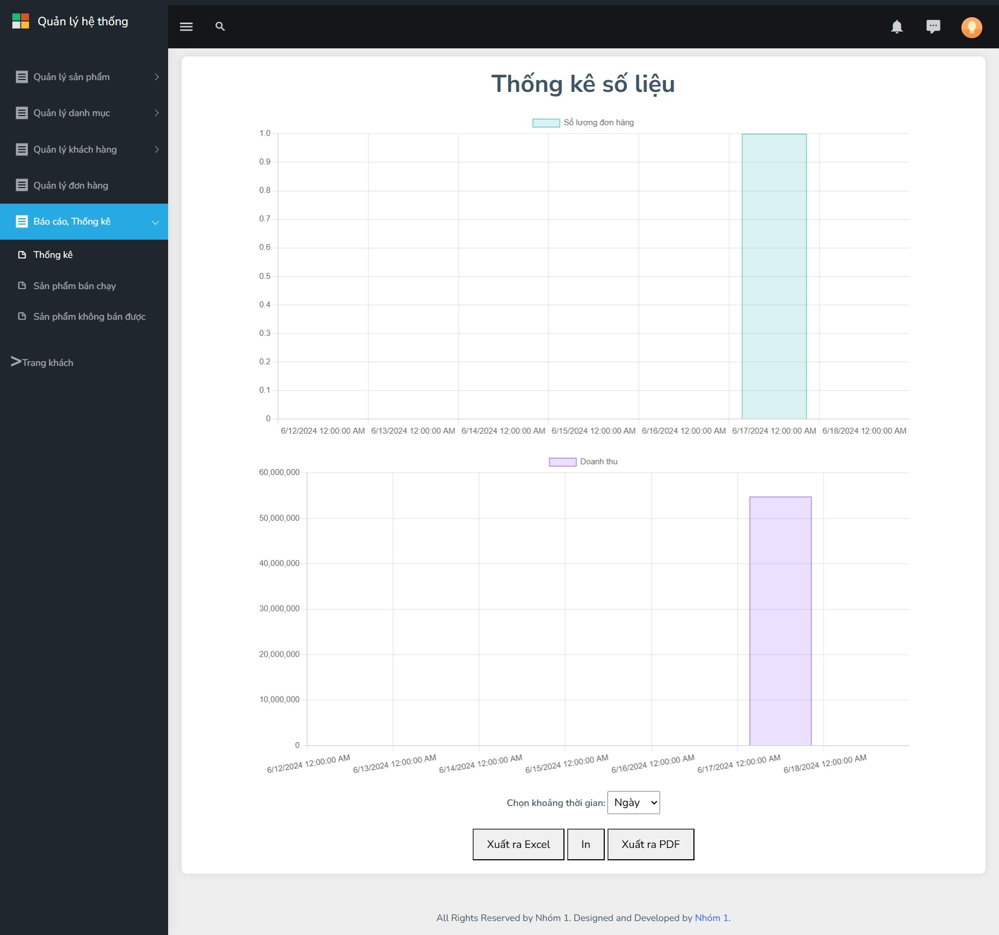 Quản lý hệ thống
Quản lý sản phẩm
Quản lý danh mục
Quản lý khách hàng
Quản lý đơn hàng
Báo cáo, Thống kê
Thống kê
Sản phẩm bán chạy
Sản phẩm không bán được
>Trang khách
Thống kê số liệu
Số lượng đơn hàng
1.0
0.9
0.8
0.7
0.6
0.5
0.4
0.3
0.2
0.1
0
6/12/2024 12:00:00 AM 6/13/2024 12:00:00 AM 6/14/2024 12:00:00 AM 6/15/2024 12:00:00 AM 6/16/2024 12:00:00 AM 6/17/2024 12:00:00 AM 6/18/2024 12:00:00 AM
Doanh thu
60,000,000
50,000,000
40,000,000
30,000,000
20,000,000
10,000,000
0
6/12/2024 12:00:00 AM 6/13/2024 12:00:00 AM 6/14/2024 12:00:00 AM 6/15/2024 12:00:00 AM 6/16/2024 12:00:00 AM 6/17/2024 12:00:00 AM 6/18/2024 12:00:00 AM
Chọn khoảng thời gian: Ngày
Xuất ra Excel In Xuất ra PDF
All Rights Reserved by Nhóm 1. Designed and Developed by Nhóm 1.